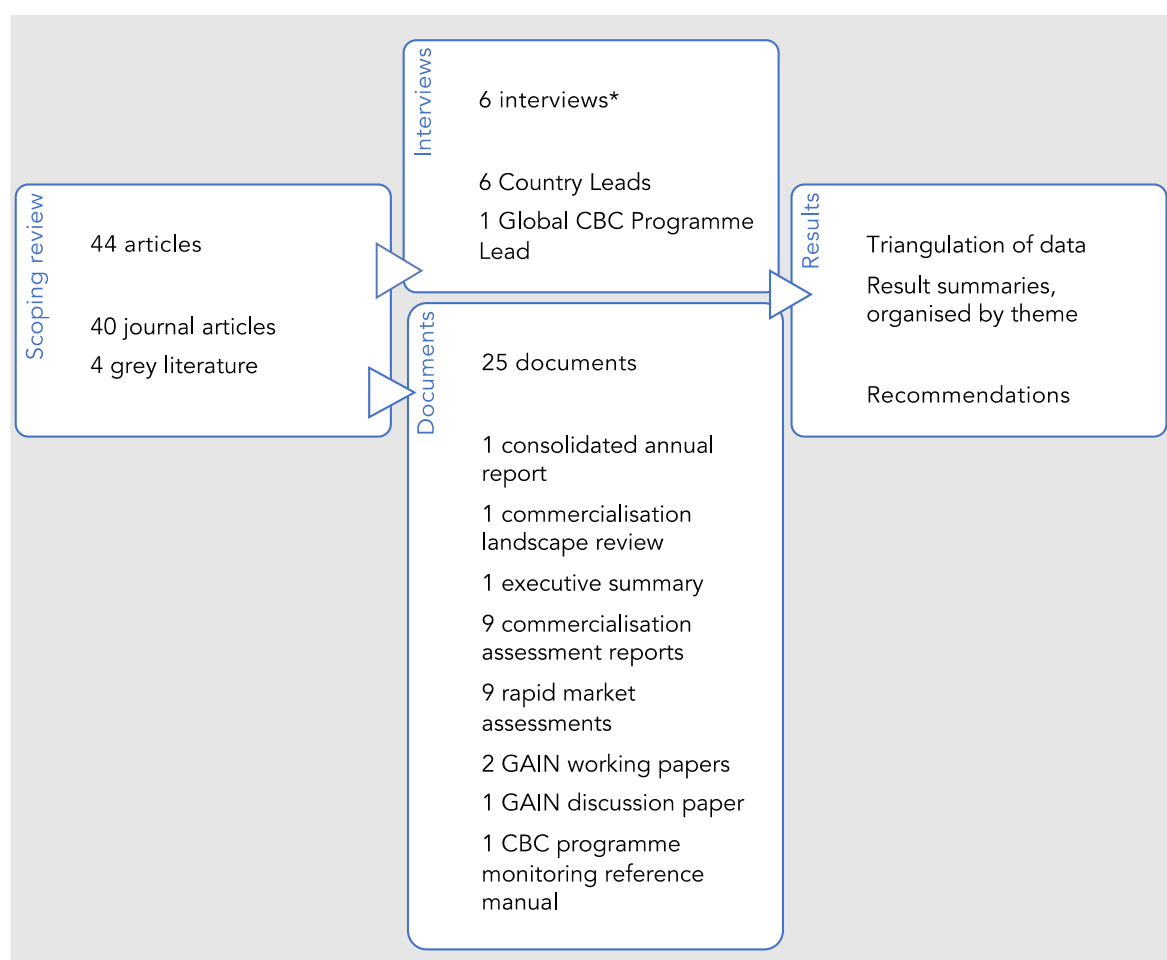 Scoping review
44 articles
40 journal articles
4 grey literature
Interviews
6 interviews*
6 Country Leads
1 Global CBC Programme
Lead
Documents
25 documents
1 consolidated annual
report
1 commercialisation
landscape review
1 executive summary
9 commercialisation
assessment reports
9 rapid market
assessments
2 GAIN working papers
1 GAIN discussion paper
1 CBC programme
monitoring reference
manual
Results
Triangulation of data
Result summaries,
organised by theme
Recommendations